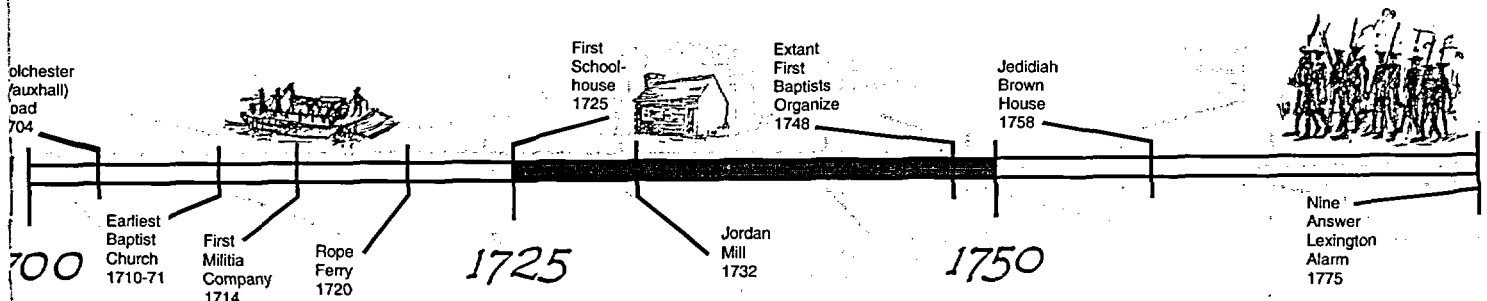 olchester
(auxhall)
oad
704
Earliest
Baptist
Church
1710-71
First
Militia
Company
1714
Rope
Ferry
1720
First
School-
house
1725
Jordan
Mill
1732
Extant
First
Baptists
Organize
1748
Jedidiah
Brown
House
1758
Nine
Answer
Lexington
Alarm
1775
700
1725
1750